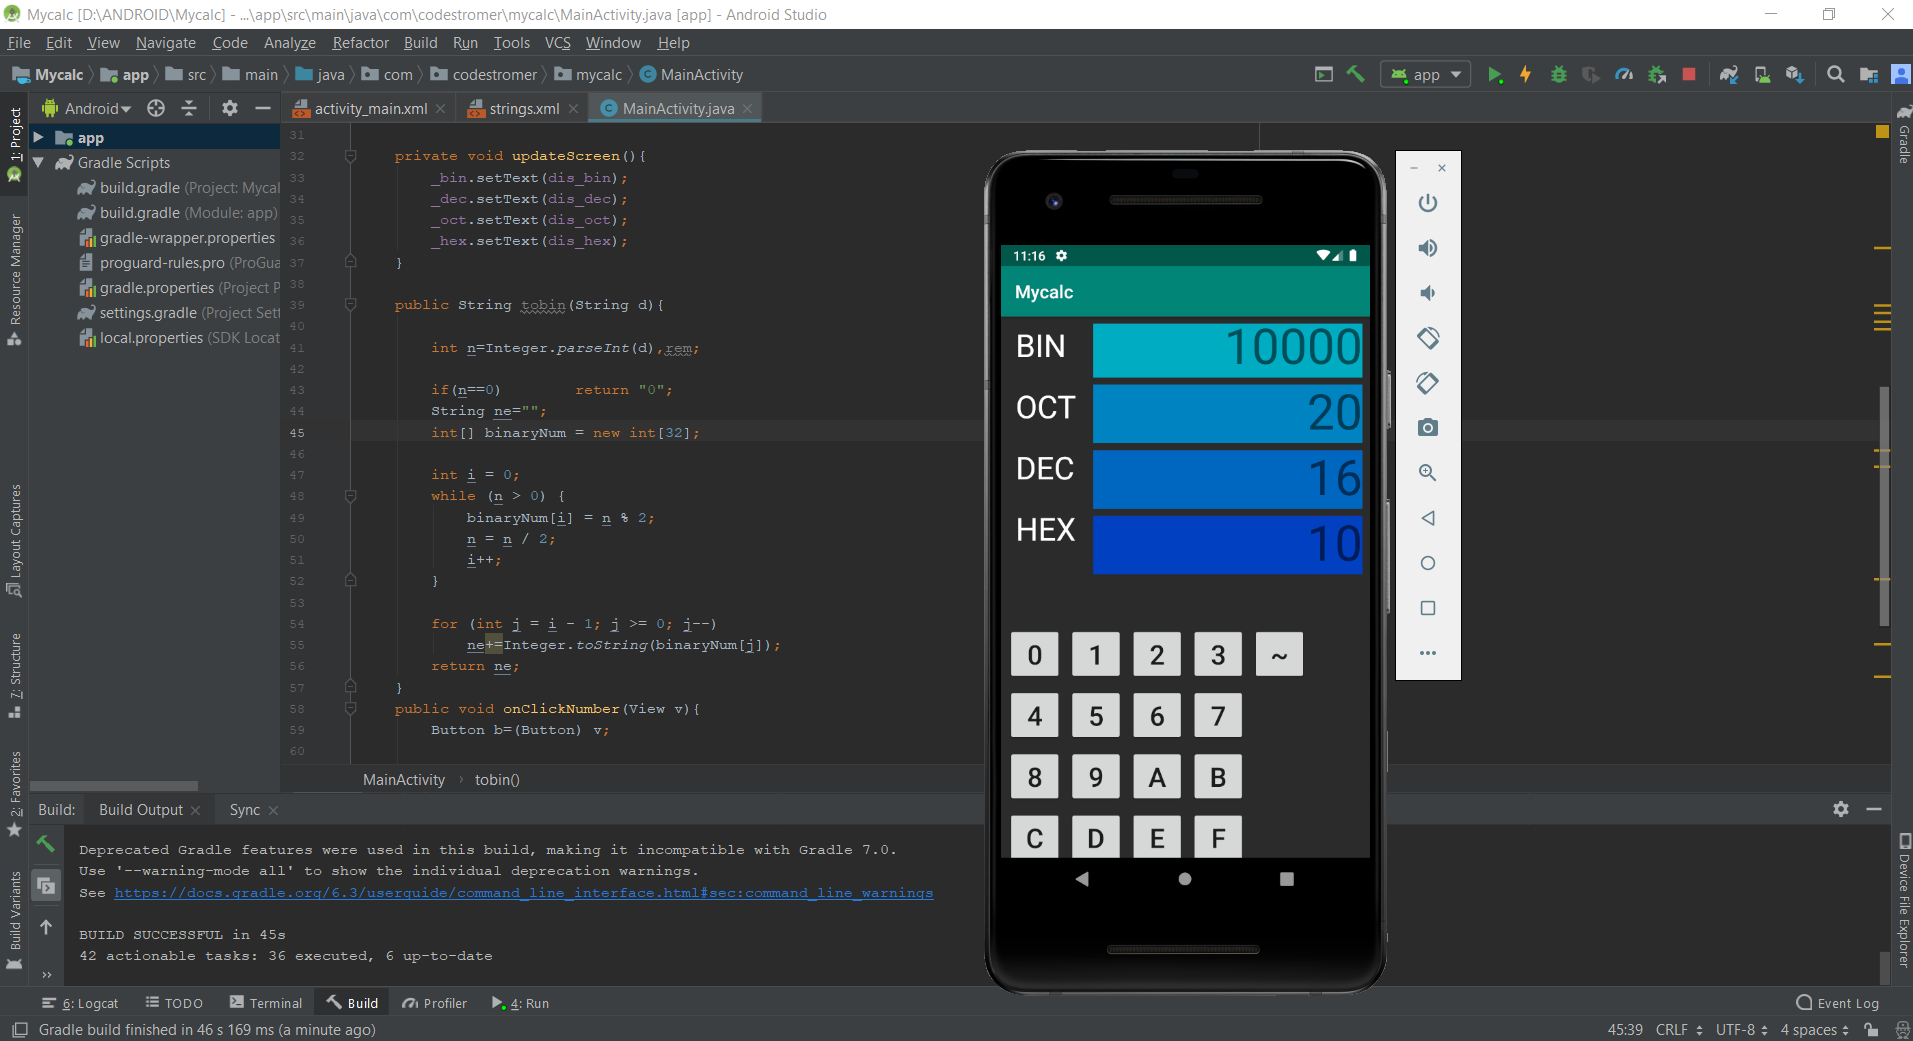 Mycalc [D:\ANDROID\Mycalc] - ...\app\src\main\java\com\codestromer\mycalc\MainActivity.java [app] - Android Studio
File Edit View Navigate Code Analyze Refactor Build Run Tools VCS Window Help
Mycalc app src main java com codestromer mycalc MainActivity
app
Android
activity_main.xml strings.xml MainActivity.java
1: Project
Resource Manager
Layout Captures
7: Structure
2: Favorites
Build Variants
app
Gradle Scripts
build.gradle (Project: Mycal
build.gradle (Module: app)
gradle-wrapper.properties
proguard-rules.pro (ProGua
gradle.properties (Project P
settings.gradle (Project Sett
local.properties (SDK Locat
31
32 private void updateScreen(){
33 _bin.setText(dis_bin);
34 _dec.setText(dis_dec);
35 _oct.setText(dis_oct);
36 _hex.setText(dis_hex);
37 }
38
39 public String tobin(String d){
40
41 int n=Integer.parseInt(d),rem;
42
43 if(n==0) return "0";
44 String ne="";
45 int[] binaryNum = new int[32];
46
47 int i = 0;
48 while (n > 0) {
49 binaryNum[i] = n % 2;
50 n = n / 2;
51 i++;
52 }
53
54 for (int j = i - 1; j >= 0; j--)
55 ne+=Integer.toString(binaryNum[j]);
56 return ne;
57 }
58 public void onClickNumber(View v){
59 Button b=(Button) v;
60
MainActivity › tobin()
11:16
Mycalc
BIN 10000
OCT 20
DEC 16
HEX 10
0 1 2 3 ~
4 5 6 7
8 9 A B
C D E F
Gradle
Device File Explorer
Build: Build Output Sync
Deprecated Gradle features were used in this build, making it incompatible with Gradle 7.0.
Use '--warning-mode all' to show the individual deprecation warnings.
See https://docs.gradle.org/6.3/userguide/command_line_interface.html#sec:command_line_warnings
BUILD SUCCESSFUL in 45s
42 actionable tasks: 36 executed, 6 up-to-date
6: Logcat TODO Terminal Build Profiler 4: Run Event Log
Gradle build finished in 46 s 169 ms (a minute ago) 45:39 CRLF UTF-8 4 spaces